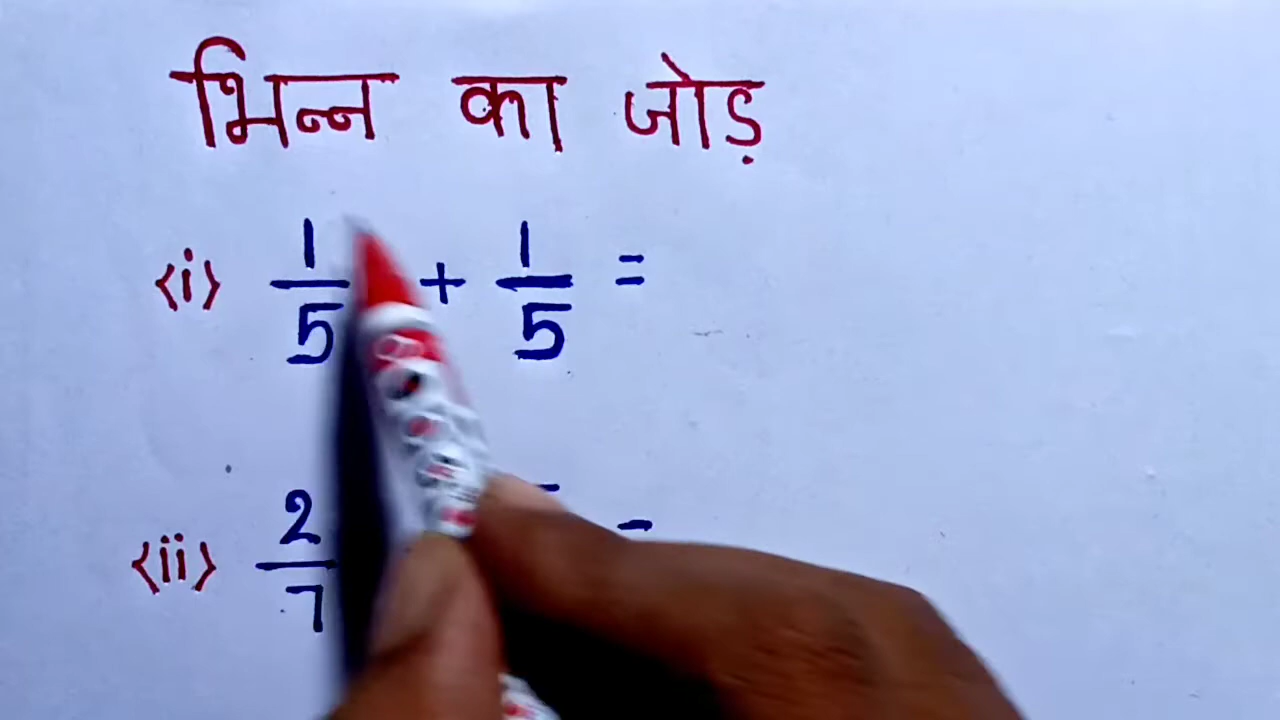 भिन्न का जोड़
<i> 1/5 + 1/5 =
<ii> 2/7